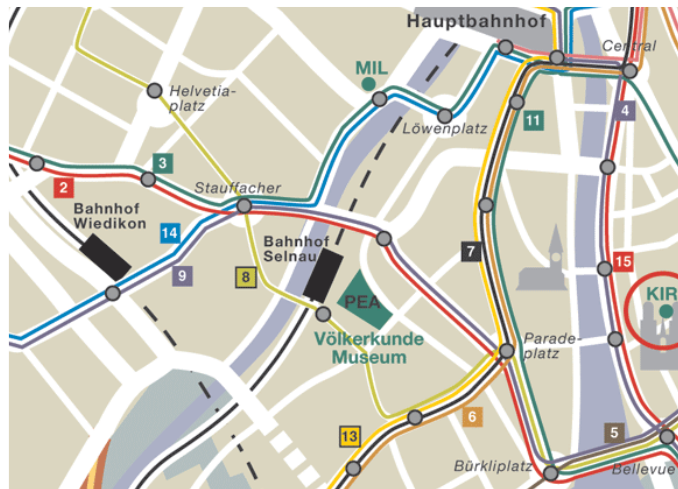 Hauptbahnhof
Central
MIL
Helvetia-
platz
4
11
Löwenplatz
3
2
Stauffacher
Bahnhof
Wiedikon
14
9
8
Bahnhof
Selnau
7
15
PEA
KIR
Völkerkunde
Museum
Parade-
platz
6
13
5
Bürkliplatz
Bellevue